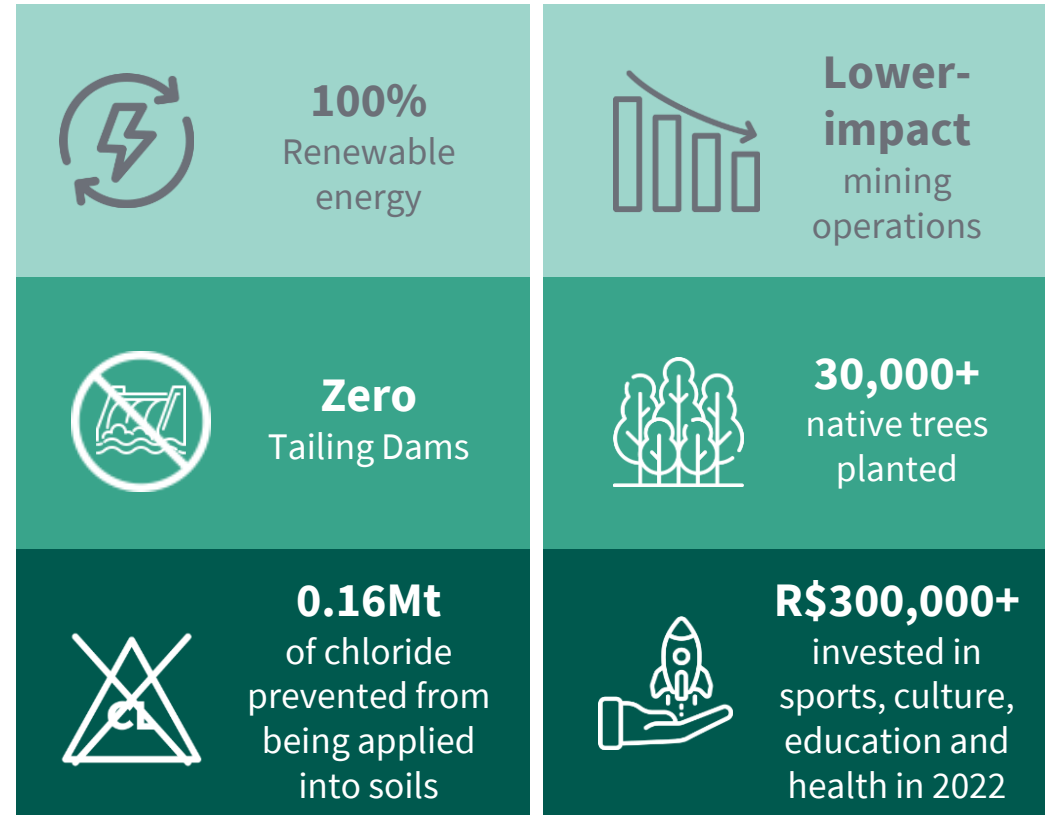 100%
Renewable
energy
Lower-
impact
mining
operations
Zero
Tailing Dams
30,000+
native trees
planted
CL
0.16Mt
of chloride
prevented from
being applied
into soils
R$300,000+
invested in
sports, culture,
education and
health in 2022